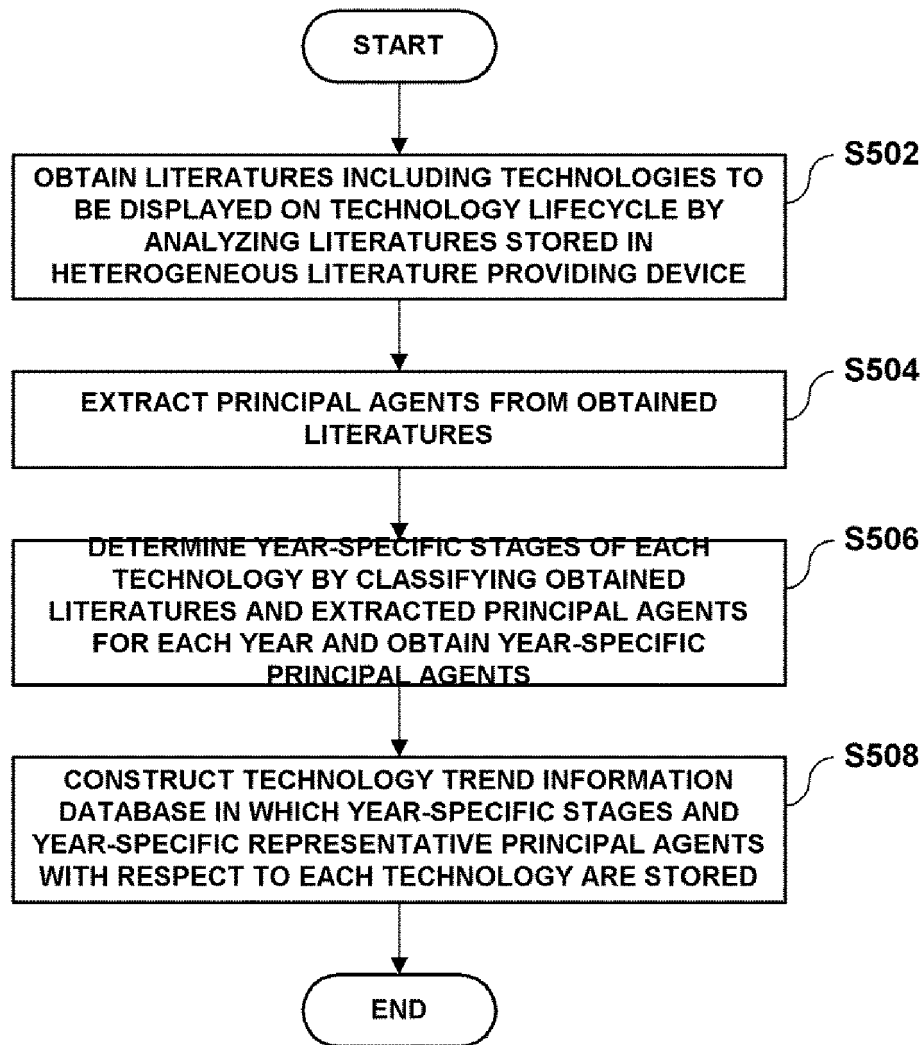 START
S502
OBTAIN LITERATURES INCLUDING TECHNOLOGIES TO
BE DISPLAYED ON TECHNOLOGY LIFECYCLE BY
ANALYZING LITERATURES STORED IN
HETEROGENEOUS LITERATURE PROVIDING DEVICE
S504
EXTRACT PRINCIPAL AGENTS FROM OBTAINED
LITERATURES
S506
DETERMINE YEAR-SPECIFIC STAGES OF EACH
TECHNOLOGY BY CLASSIFYING OBTAINED
LITERATURES AND EXTRACTED PRINCIPAL AGENTS
FOR EACH YEAR AND OBTAIN YEAR-SPECIFIC
PRINCIPAL AGENTS
S508
CONSTRUCT TECHNOLOGY TREND INFORMATION
DATABASE IN WHICH YEAR-SPECIFIC STAGES AND
YEAR-SPECIFIC REPRESENTATIVE PRINCIPAL AGENTS
WITH RESPECT TO EACH TECHNOLOGY ARE STORED
END